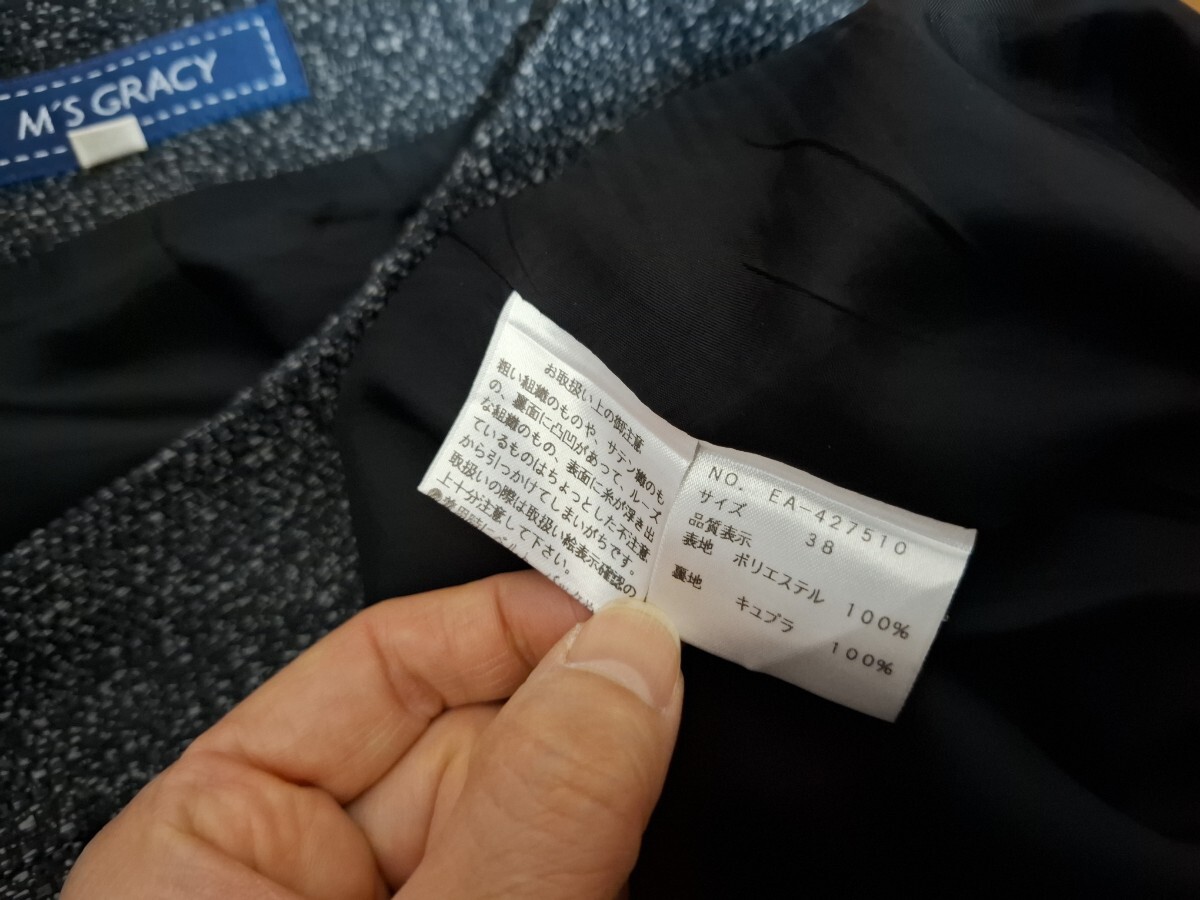 M'S GRACY
お取扱い上の御注意
粗い組織のものや、サテン織のも
の、裏面に凸凹があって、ルーズ
な組織のもの、表面に糸が浮き出
ているものはちょっとした不注意
から引つかけてしまいがちです。
取扱いの際は取扱い絵表示確認の
上十分注意して下さい。
NO. EA-427510
サイズ 38
品質表示
表地 ポリエステル 100%
裏地 キュプラ 100%